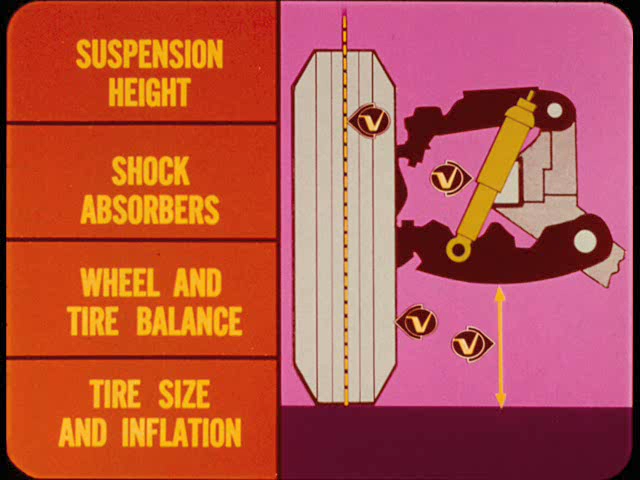 SUSPENSION
HEIGHT
SHOCK
ABSORBERS
WHEEL AND
TIRE BALANCE
TIRE SIZE
AND INFLATION